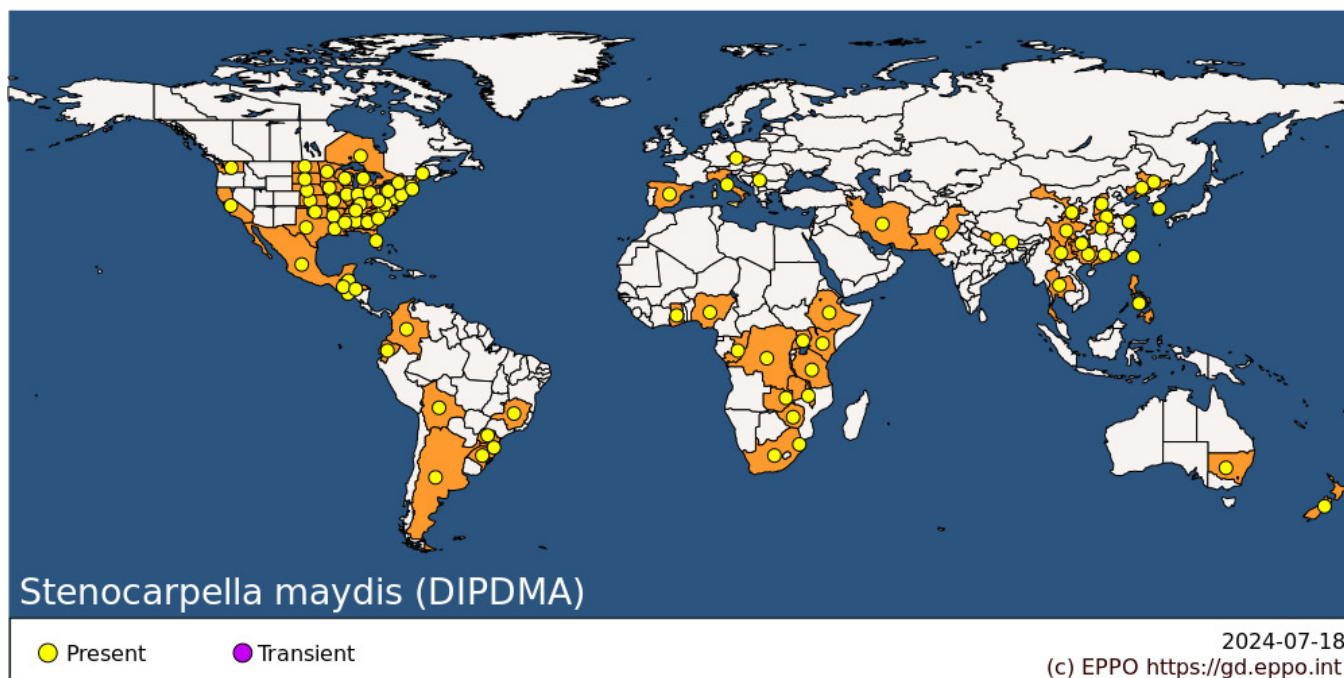 Stenocarpella maydis (DIPDMA)
Present
Transient
2024-07-18
(c) EPPO https://gd.eppo.int